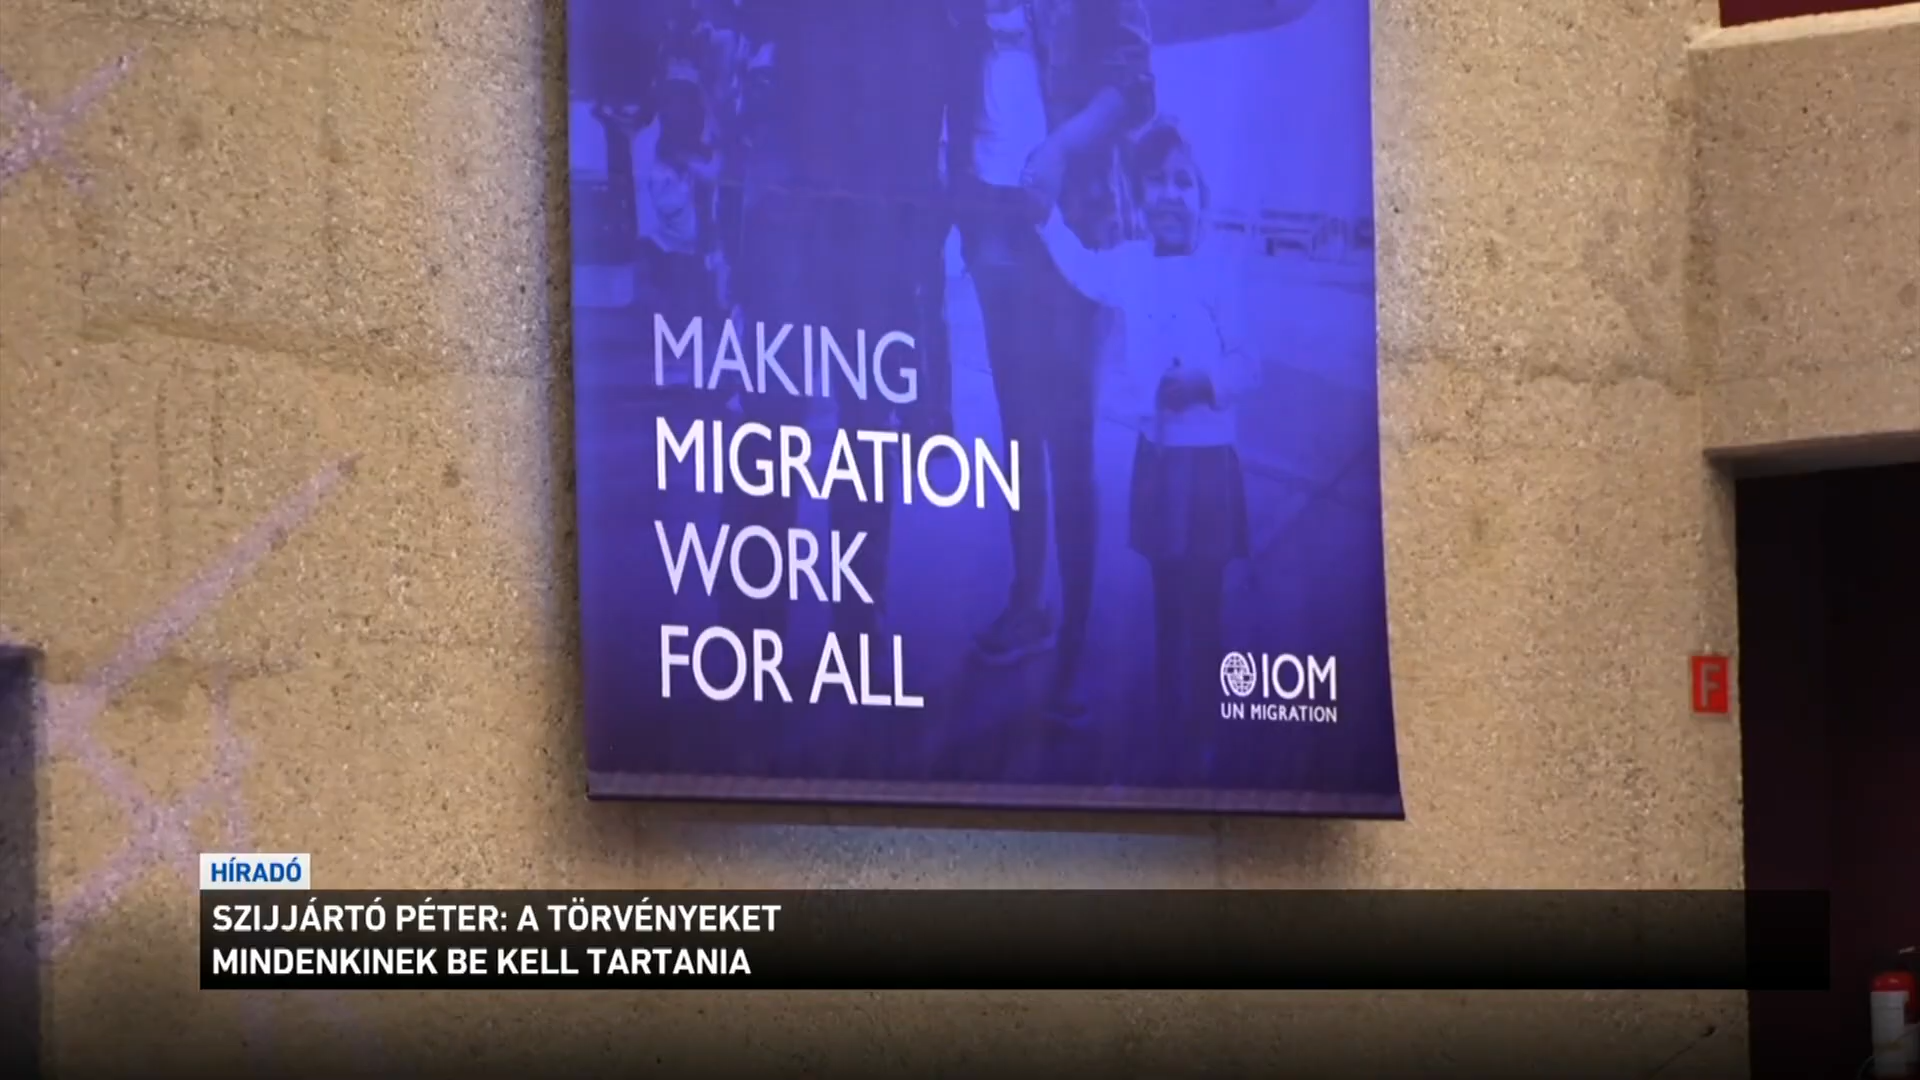 MAKING
MIGRATION
WORK
FOR ALL
IOM
UN MIGRATION
F
HÍRADÓ
SZIJJÁRTÓ PÉTER: A TÖRVÉNYEKET
MINDENKINEK BE KELL TARTANIA